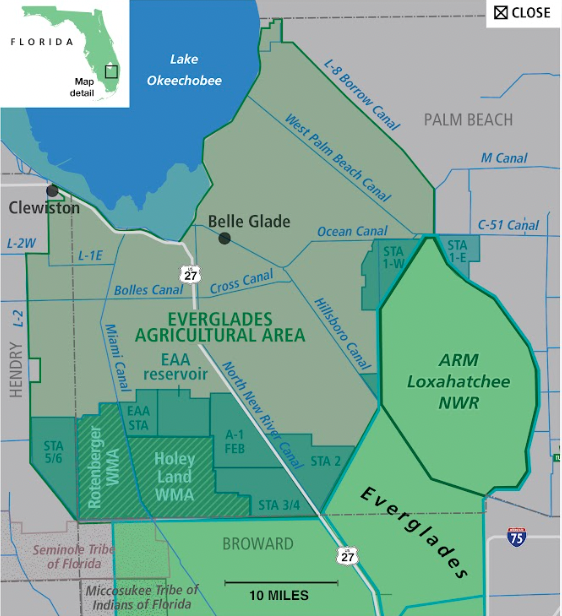 CLOSE
FLORIDA
Map
detail
Lake
Okeechobee
L-8 Borrow Canal
PALM BEACH
West Palm Beach Canal
M Canal
Clewiston
Belle Glade
Ocean Canal
C-51 Canal
L-2W
L-1E
STA
1-W
STA
1-E
US
27
Bolles Canal
Cross Canal
L-2
Miami Canal
EVERGLADES
AGRICULTURAL AREA
Hillsboro Canal
HENDRY
EAA
reservoir
North New River Canal
ARM
Loxahatchee
NWR
EAA
STA
A-1
FEB
STA
5/6
Rotenberger
WMA
Holey
Land
WMA
STA 2
STA 3/4
Everglades
BROWARD
75
27
Seminole Tribe
of Florida
Miccosukee Tribe of
Indians of Florida
10 MILES